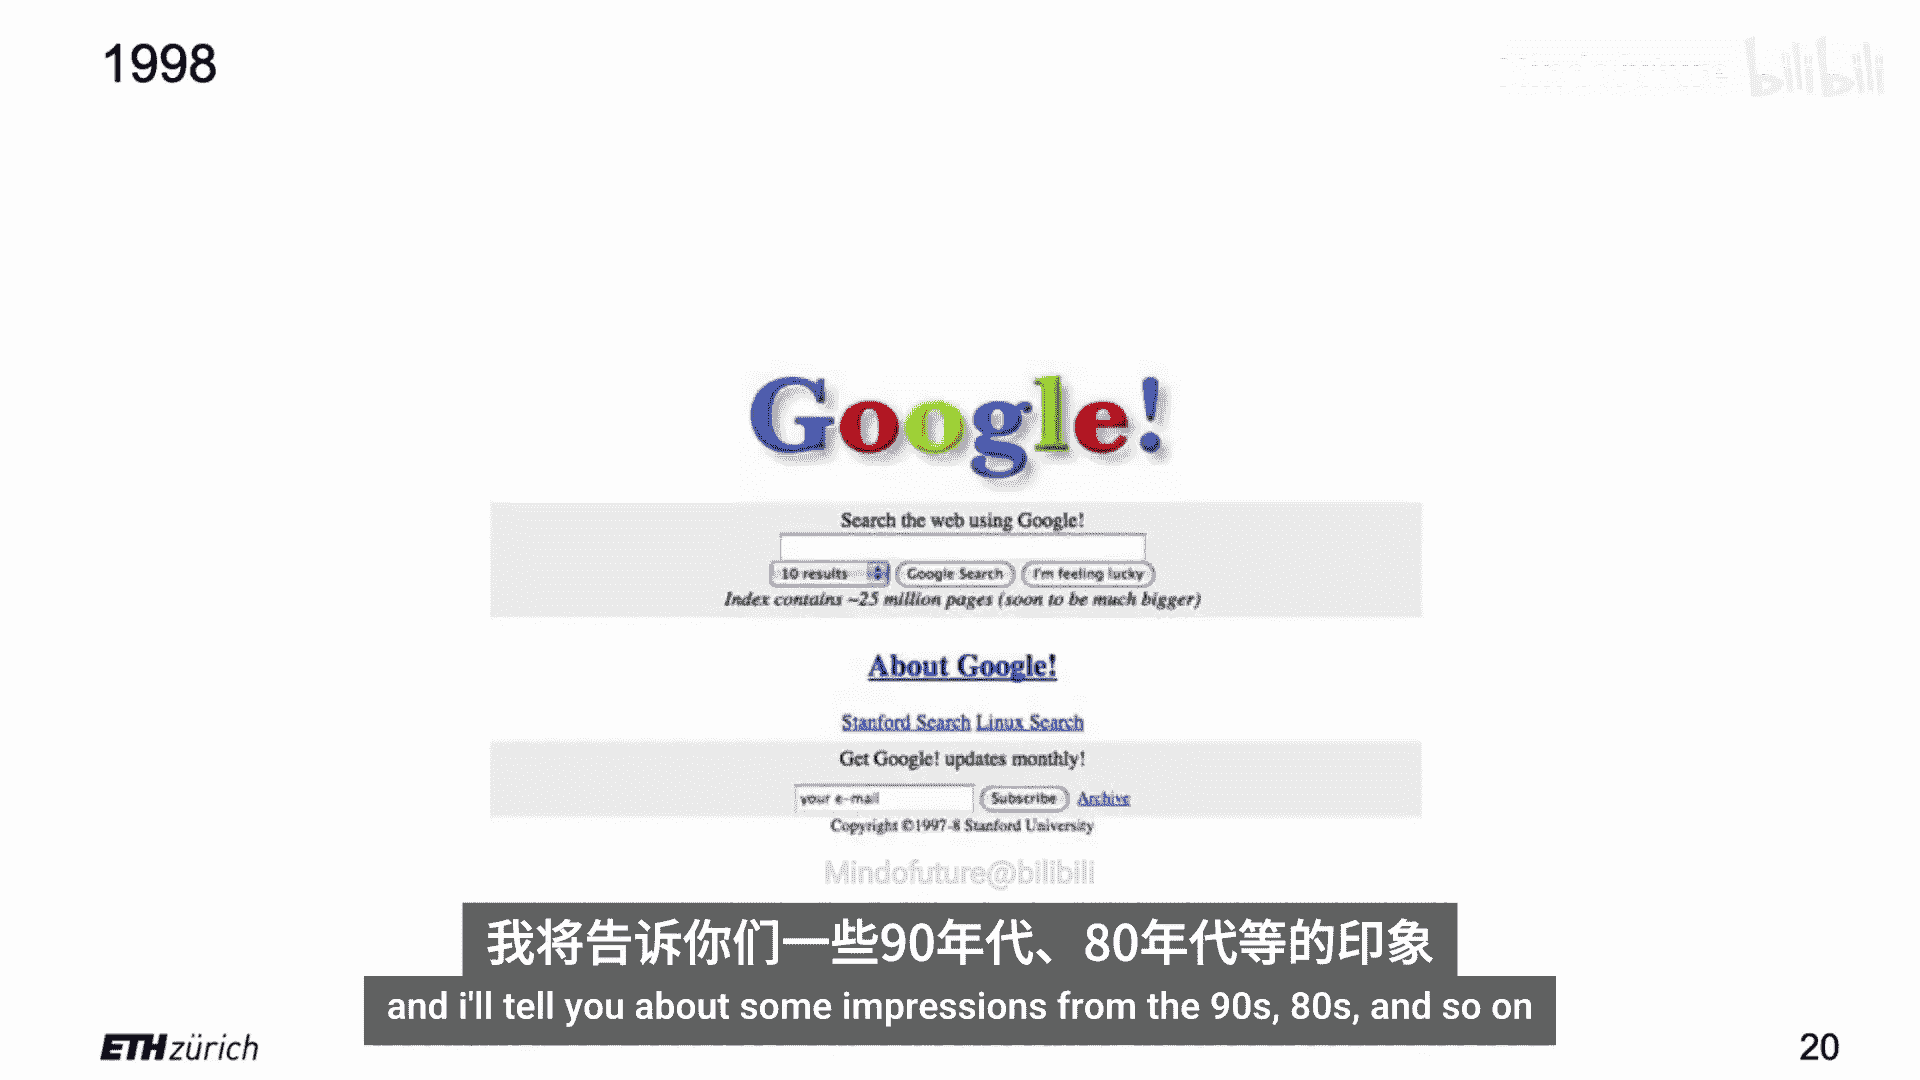 1998
bilibili
Google!
Search the web using Google!
10 results Google Search I'm feeling lucky
Index contains ~25 million pages (soon to be much bigger)
About Google!
Stanford Search Linux Search
Get Google! updates monthly!
your e-mail Subscribe Archive
Copyright ©1997-8 Stanford University
Mindofuture@bilibili
我将告诉你们一些90年代、80年代等的印象
and i'll tell you about some impressions from the 90s, 80s, and so on
ETH zürich
20